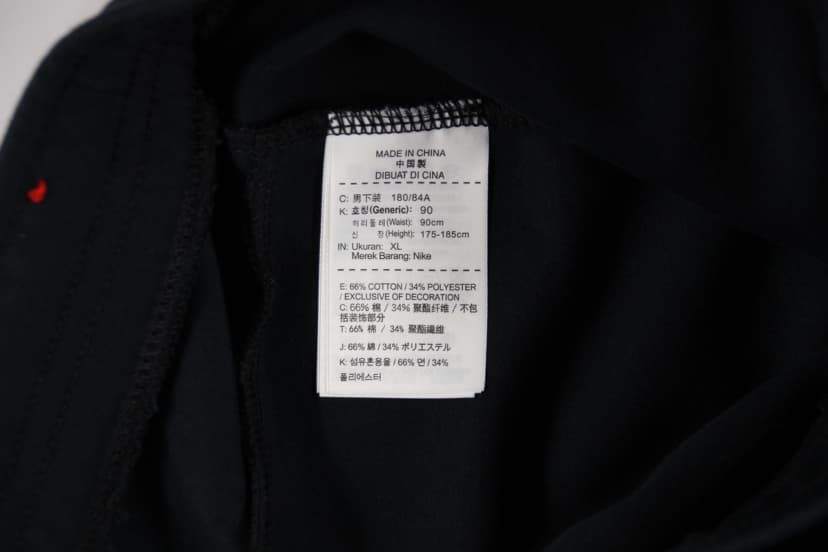 MADE IN CHINA
中国製
DIBUAT DI CINA
C: 男下装 180/84A
K: 호칭(Generic): 90
허리둘레(Waist): 90cm
신 장(Height): 175-185cm
IN: Ukuran: XL
Merek Barang: Nike
E: 66% COTTON / 34% POLYESTER
/ EXCLUSIVE OF DECORATION
C: 66% 棉 / 34% 聚酯纤维 / 不包
括装饰部分
T: 66% 棉 / 34% 聚酯纖維
J: 66% 綿 / 34% ポリエステル
K: 섬유혼용율 / 66% 면 / 34%
폴리에스터